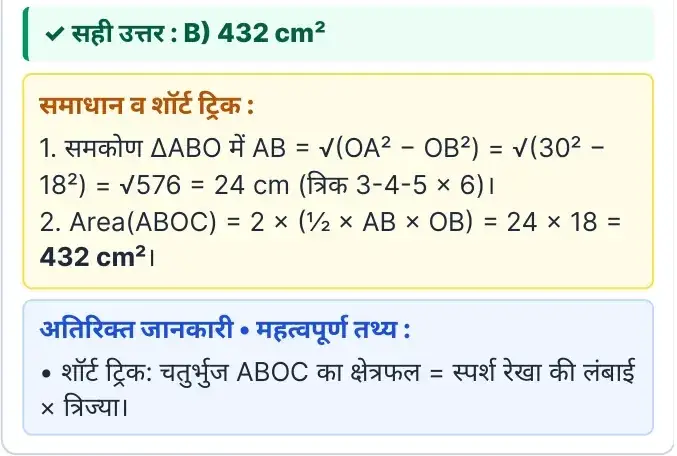 ✓ सही उत्तर : B) 432 cm²
समाधान व शॉर्ट ट्रिक :
1. समकोण ΔABO में AB = √(OA² − OB²) = √(30² −
18²) = √576 = 24 cm (त्रिक 3-4-5 × 6)।
2. Area(ABOC) = 2 × (½ × AB × OB) = 24 × 18 =
432 cm²।
अतिरिक्त जानकारी • महत्वपूर्ण तथ्य :
• शॉर्ट ट्रिक: चतुर्भुज ABOC का क्षेत्रफल = स्पर्श रेखा की लंबाई
× त्रिज्या।